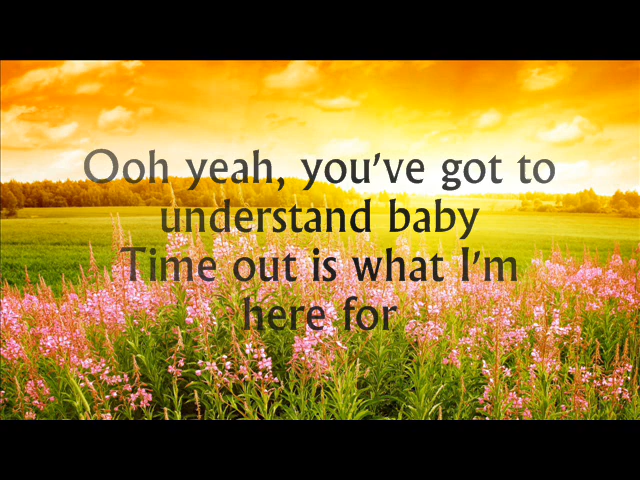 Ooh yeah, you've got to
understand baby
Time out is what I'm
here for